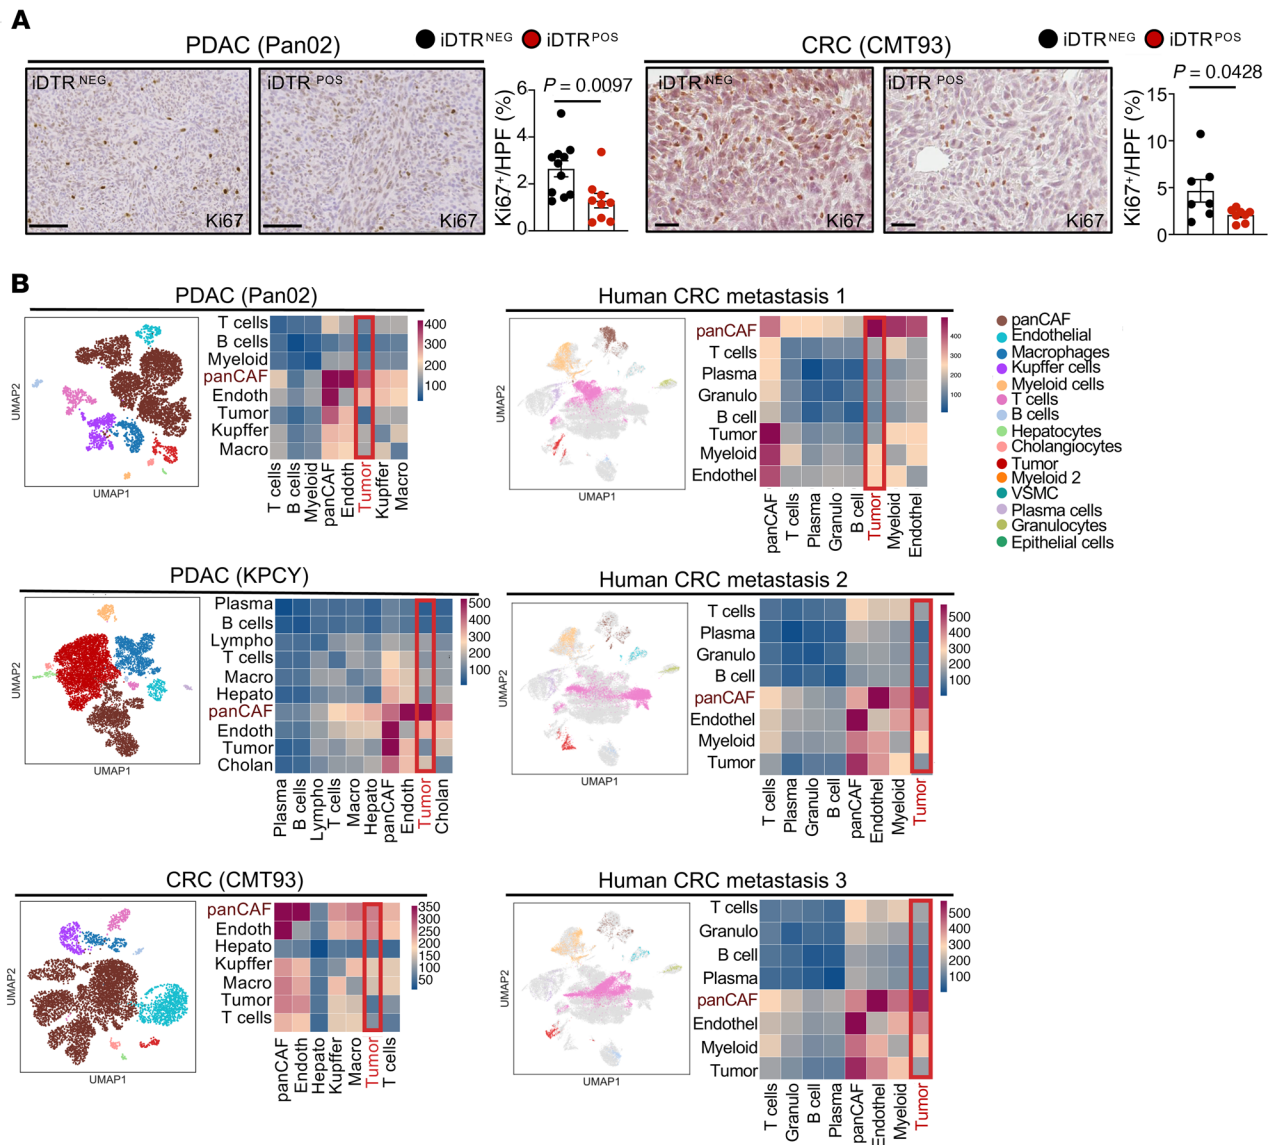 A
PDAC (Pan02)
iDTR NEG
iDTR POS
CRC (CMT93)
iDTR NEG
iDTR POS
iDTR NEG
Ki67
iDTR POS
Ki67
Ki67+/HPF (%)
P = 0.0097
6
4
2
0
iDTR NEG
Ki67
iDTR POS
Ki67
Ki67+/HPF (%)
P = 0.0428
15
10
5
0
B
PDAC (Pan02)
UMAP2
UMAP1
T cells
B cells
Myeloid
panCAF
Endoth
Tumor
Kupffer
Macro
T cells
B cells
Myeloid
panCAF
Endoth
Tumor
Kupffer
Macro
400
300
200
100
Human CRC metastasis 1
UMAP2
UMAP1
panCAF
T cells
Plasma
Granulo
B cell
Tumor
Myeloid
Endothel
panCAF
T cells
Plasma
Granulo
B cell
Tumor
Myeloid
Endothel
400
300
200
100
panCAF
Endothelial
Macrophages
Kupffer cells
Myeloid cells
T cells
B cells
Hepatocytes
Cholangiocytes
Tumor
Myeloid 2
VSMC
Plasma cells
Granulocytes
Epithelial cells
PDAC (KPCY)
UMAP2
UMAP1
Plasma
B cells
Lympho
T cells
Macro
Hepato
panCAF
Endoth
Tumor
Cholan
Plasma
B cells
Lympho
T cells
Macro
Hepato
panCAF
Endoth
Tumor
Cholan
500
400
300
200
100
Human CRC metastasis 2
UMAP2
UMAP1
T cells
Plasma
Granulo
B cell
panCAF
Endothel
Myeloid
Tumor
T cells
Plasma
Granulo
B cell
panCAF
Endothel
Myeloid
Tumor
500
400
300
200
100
CRC (CMT93)
UMAP2
UMAP1
panCAF
Endoth
Hepato
Kupffer
Macro
Tumor
T cells
panCAF
Endoth
Hepato
Kupffer
Macro
Tumor
T cells
350
300
250
200
150
100
50
Human CRC metastasis 3
UMAP2
UMAP1
T cells
Granulo
B cell
Plasma
panCAF
Endothel
Myeloid
Tumor
T cells
Granulo
B cell
Plasma
panCAF
Endothel
Myeloid
Tumor
500
400
300
200
100